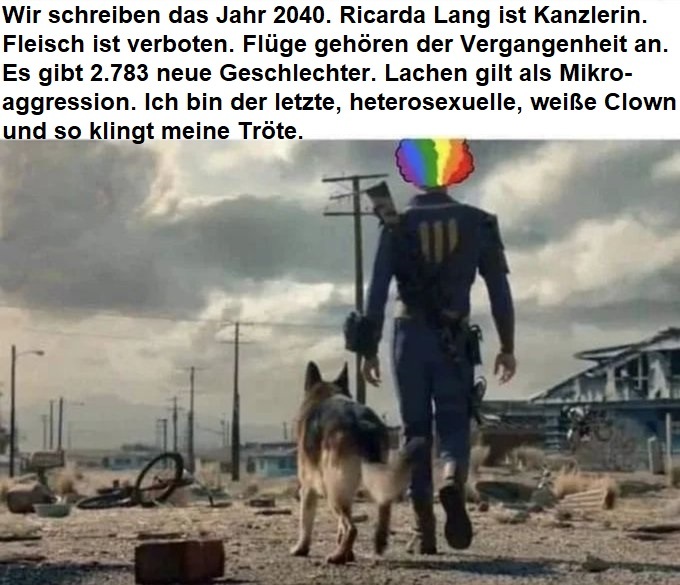 Wir schreiben das Jahr 2040. Ricarda Lang ist Kanzlerin.
Fleisch ist verboten. Flüge gehören der Vergangenheit an.
Es gibt 2.783 neue Geschlechter. Lachen gilt als Mikro-
aggression. Ich bin der letzte, heterosexuelle, weiße Clown
und so klingt meine Tröte.